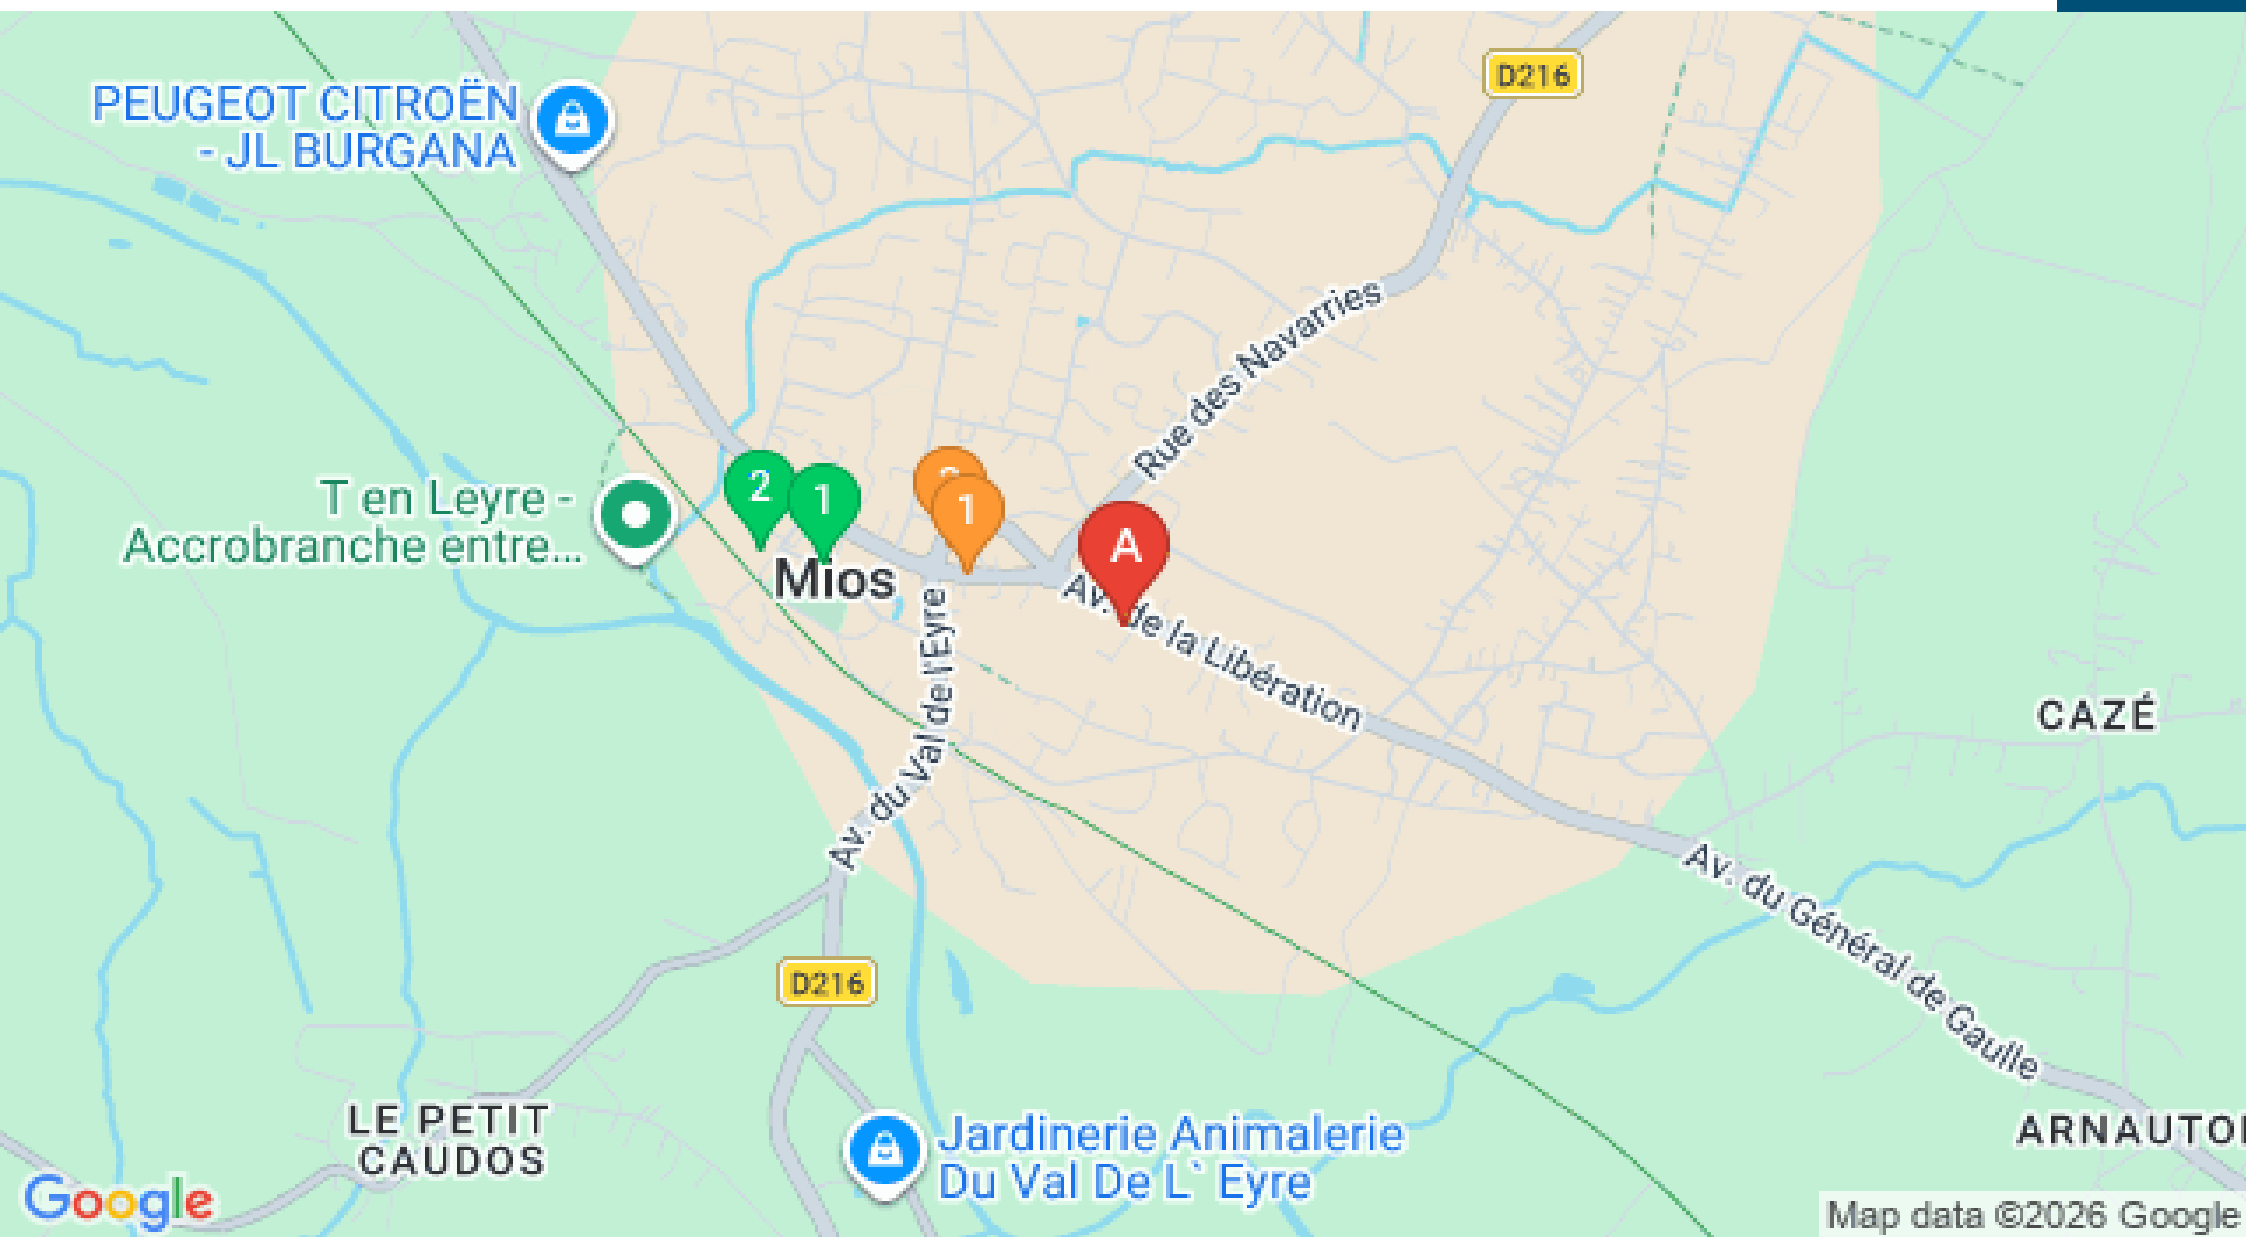 D216
PEUGEOT CITROËN
- JL BURGANA
Rue des Navarries
T en Leyre -
Accrobranche entre...
2
1
1
A
Mios
Av. de la Libération
Av. du Val de l'Eyre
CAZÉ
Av. du Général de Gaulle
D216
LE PETIT
CAUDOS
Jardinerie Animalerie
Du Val De L` Eyre
ARNAUTON
Google
Map data ©2026 Google